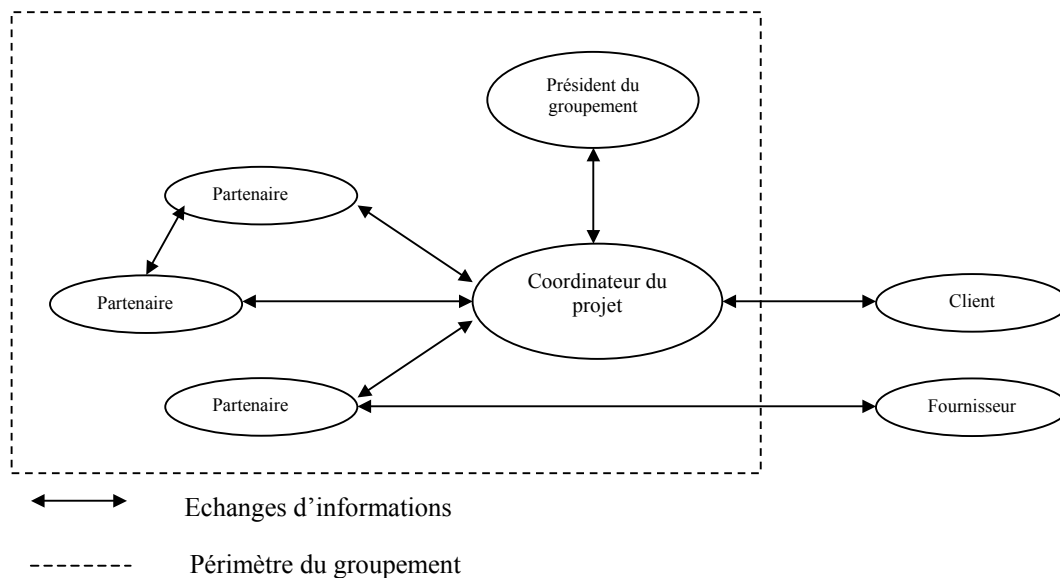 Président du
groupement
Partenaire
Coordinateur du
projet
Partenaire
Client
Partenaire
Fournisseur
Echanges d’informations
Périmètre du groupement